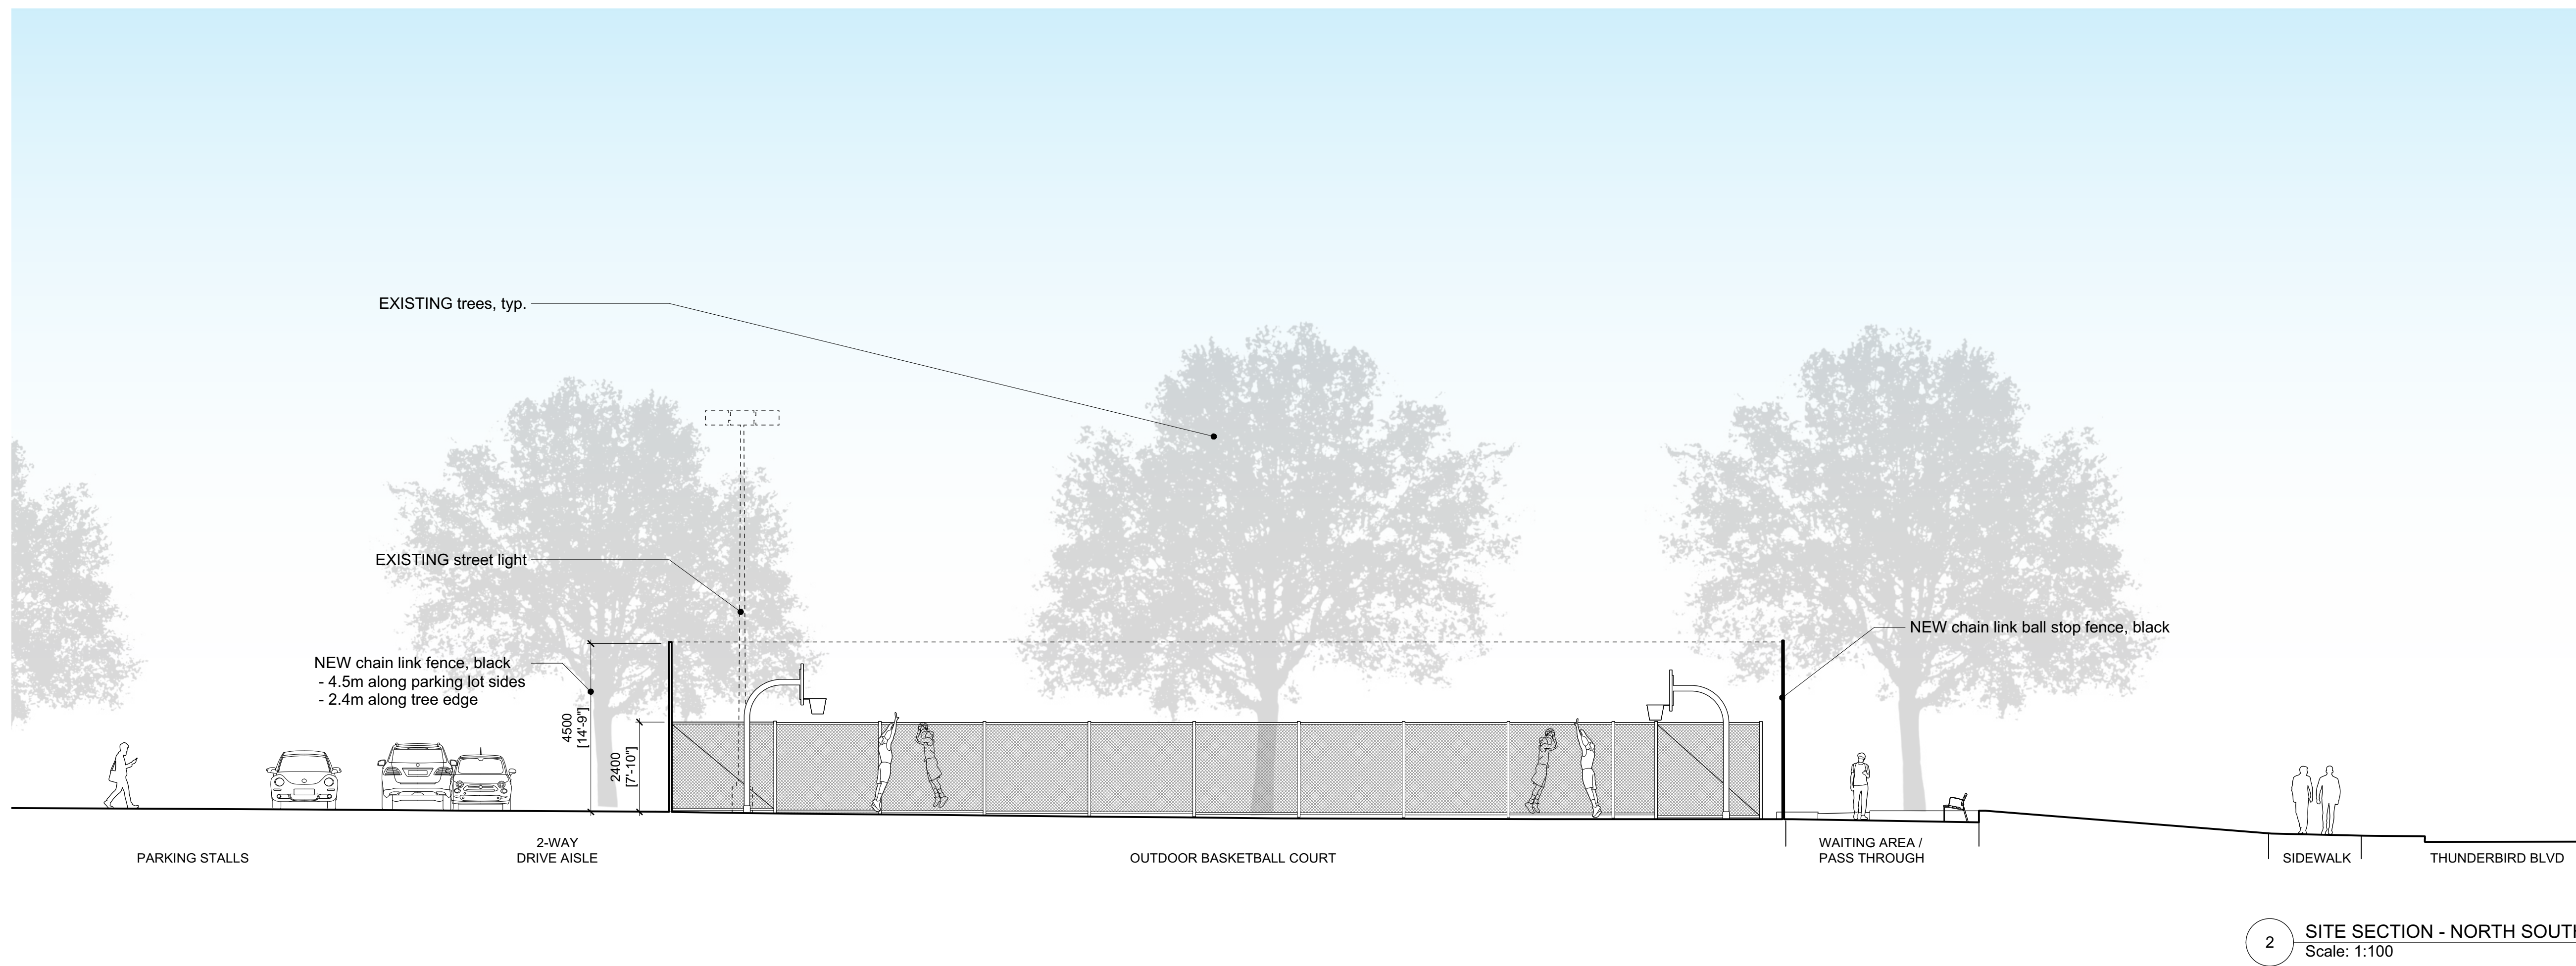 EXISTING trees, typ.
EXISTING street light
NEW chain link ball stop fence, black
NEW chain link fence, black
- 4.5m along parking lot sides
- 2.4m along tree edge
4500
[14'-9"]
2400
[7'-10"]
PARKING STALLS
2-WAY
DRIVE AISLE
OUTDOOR BASKETBALL COURT
WAITING AREA /
PASS THROUGH
SIDEWALK
THUNDERBIRD BLVD
2
SITE SECTION - NORTH SOUTH
Scale: 1:100